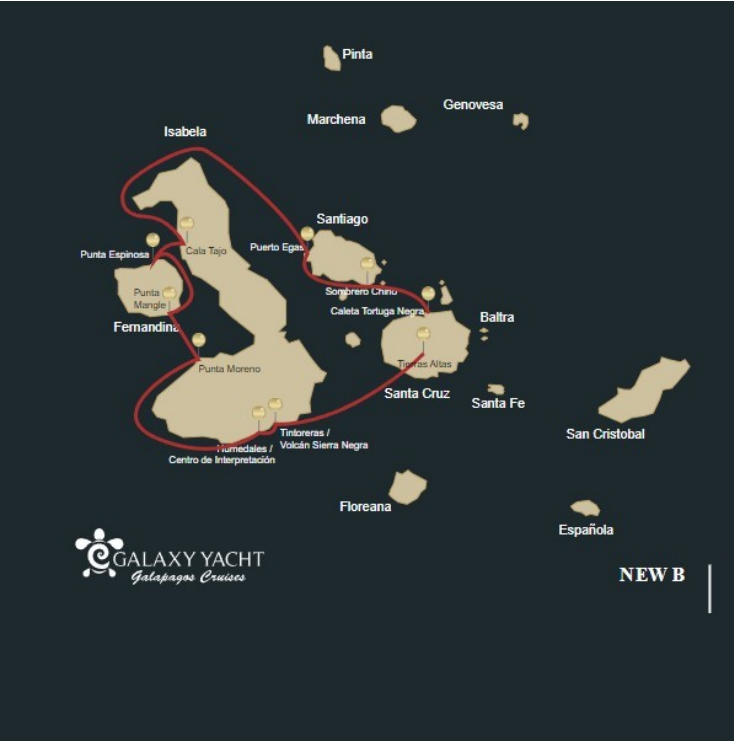 Pinta
Genovesa
Marchena
Isabela
Santiago
Puerto Egas
Cala Tajo
Punta Espinosa
Sombrero Chino
Punta
Mangle
Caleta Tortuga Negra
Baltra
Fernandina
Tierras Altas
Punta Moreno
Santa Cruz
Santa Fe
San Cristobal
Tintoreras /
Volcán Sierra Negra
Humedales /
Centro de Interpretación
Floreana
Española
GALAXY YACHT
Galapagos Cruises
NEW B